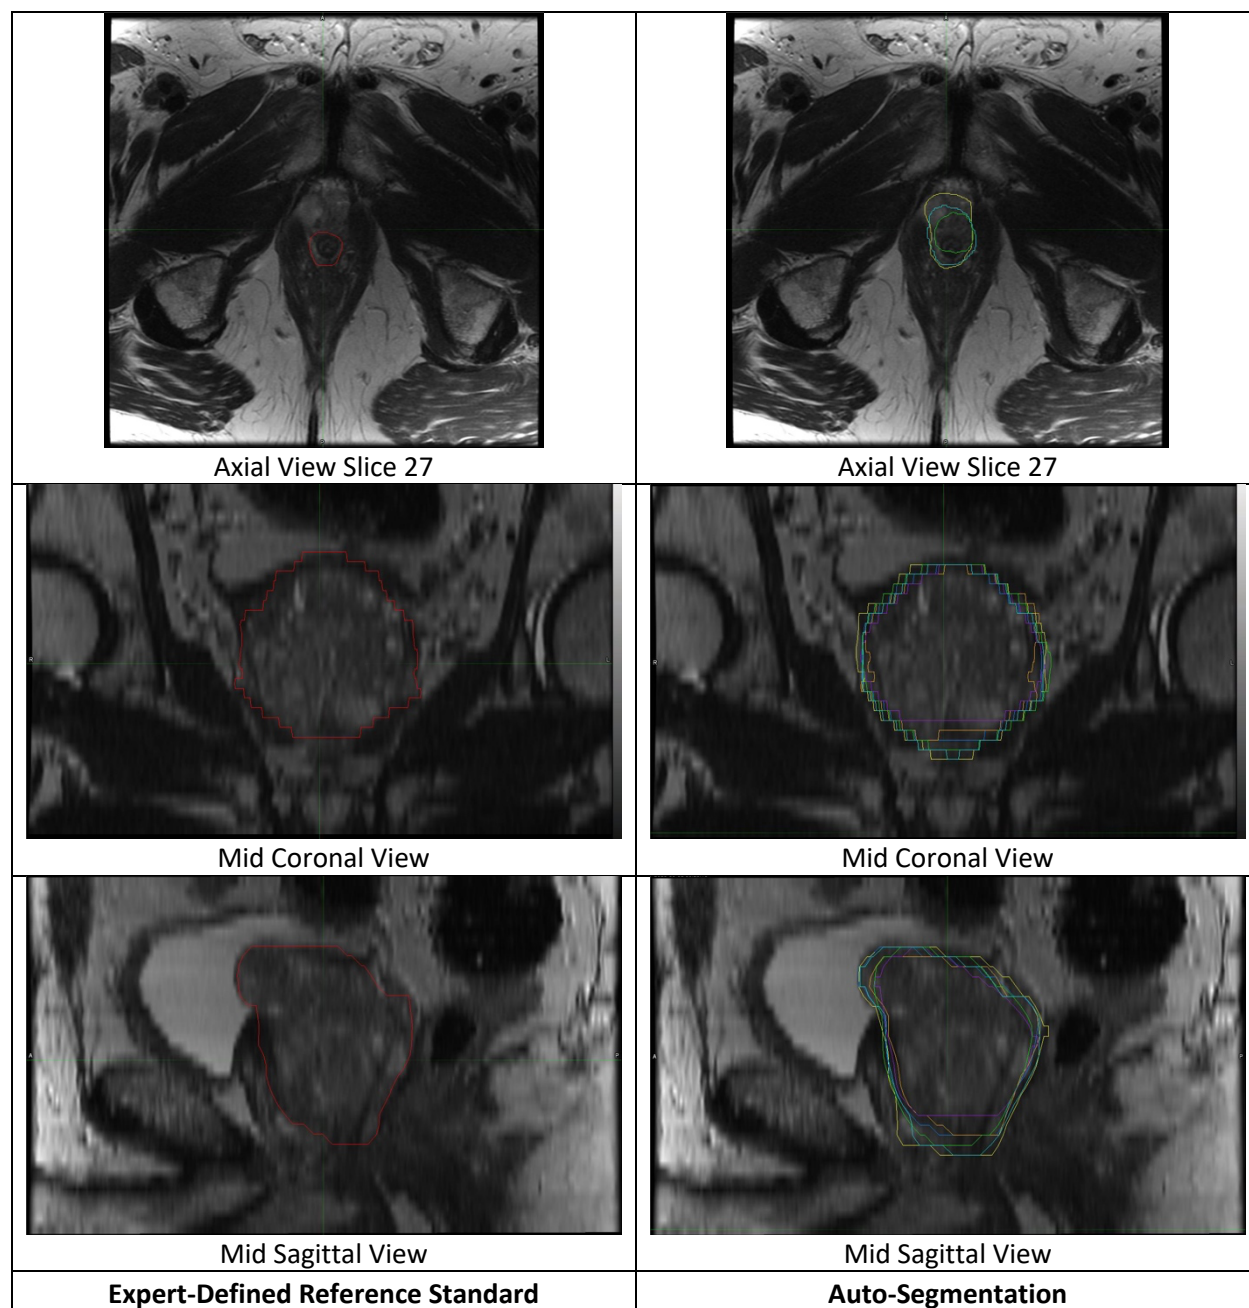 Axial View Slice 27
Axial View Slice 27
Mid Coronal View
Mid Coronal View
Mid Sagittal View
Mid Sagittal View
Expert-Defined Reference Standard
Auto-Segmentation